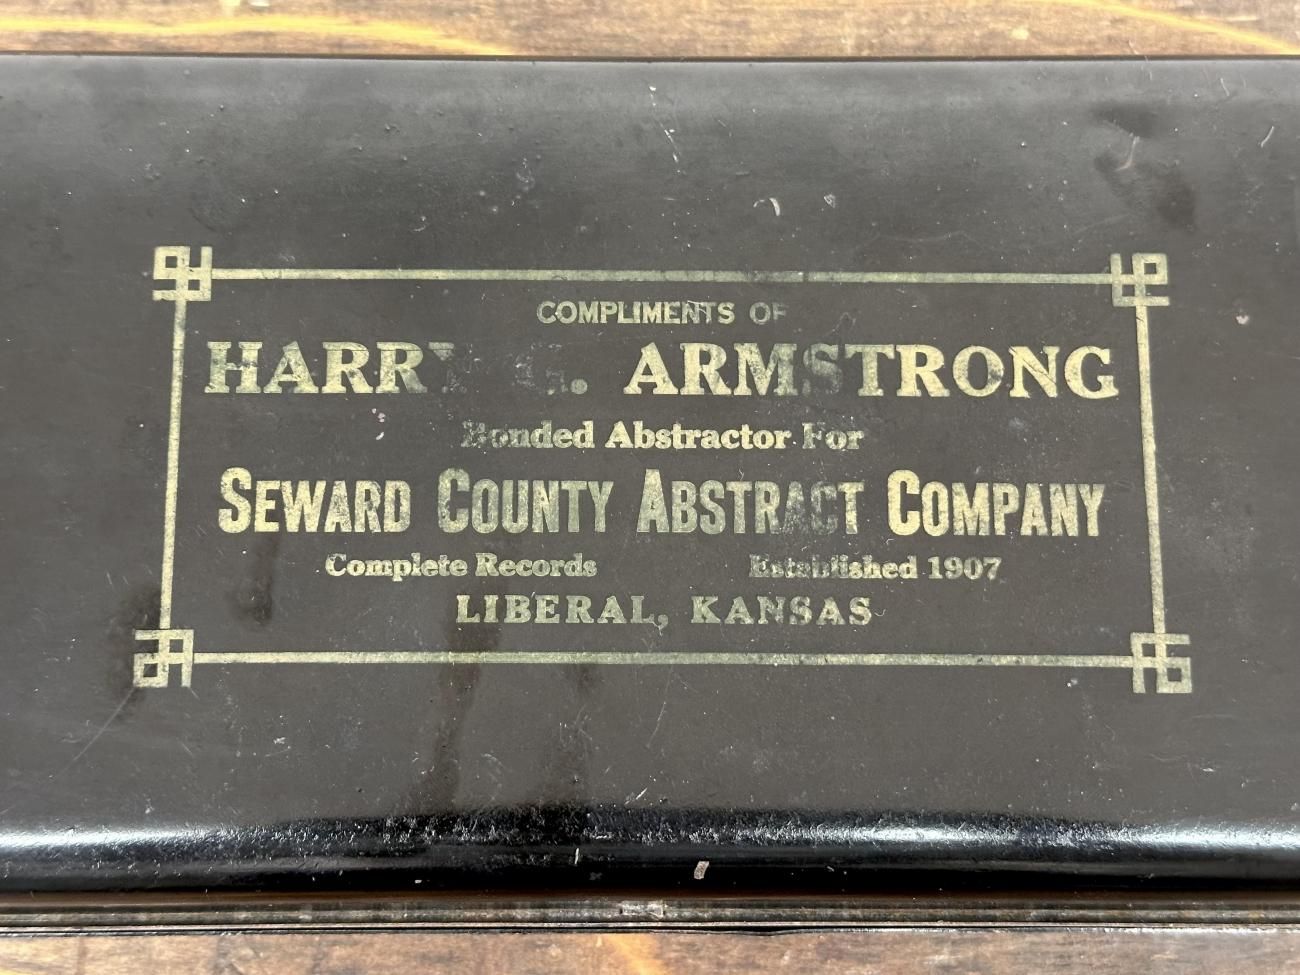 COMPLIMENTS OF
HARRY G. ARMSTRONG
Bonded Abstractor For
SEWARD COUNTY ABSTRACT COMPANY
Complete Records Established 1907
LIBERAL, KANSAS